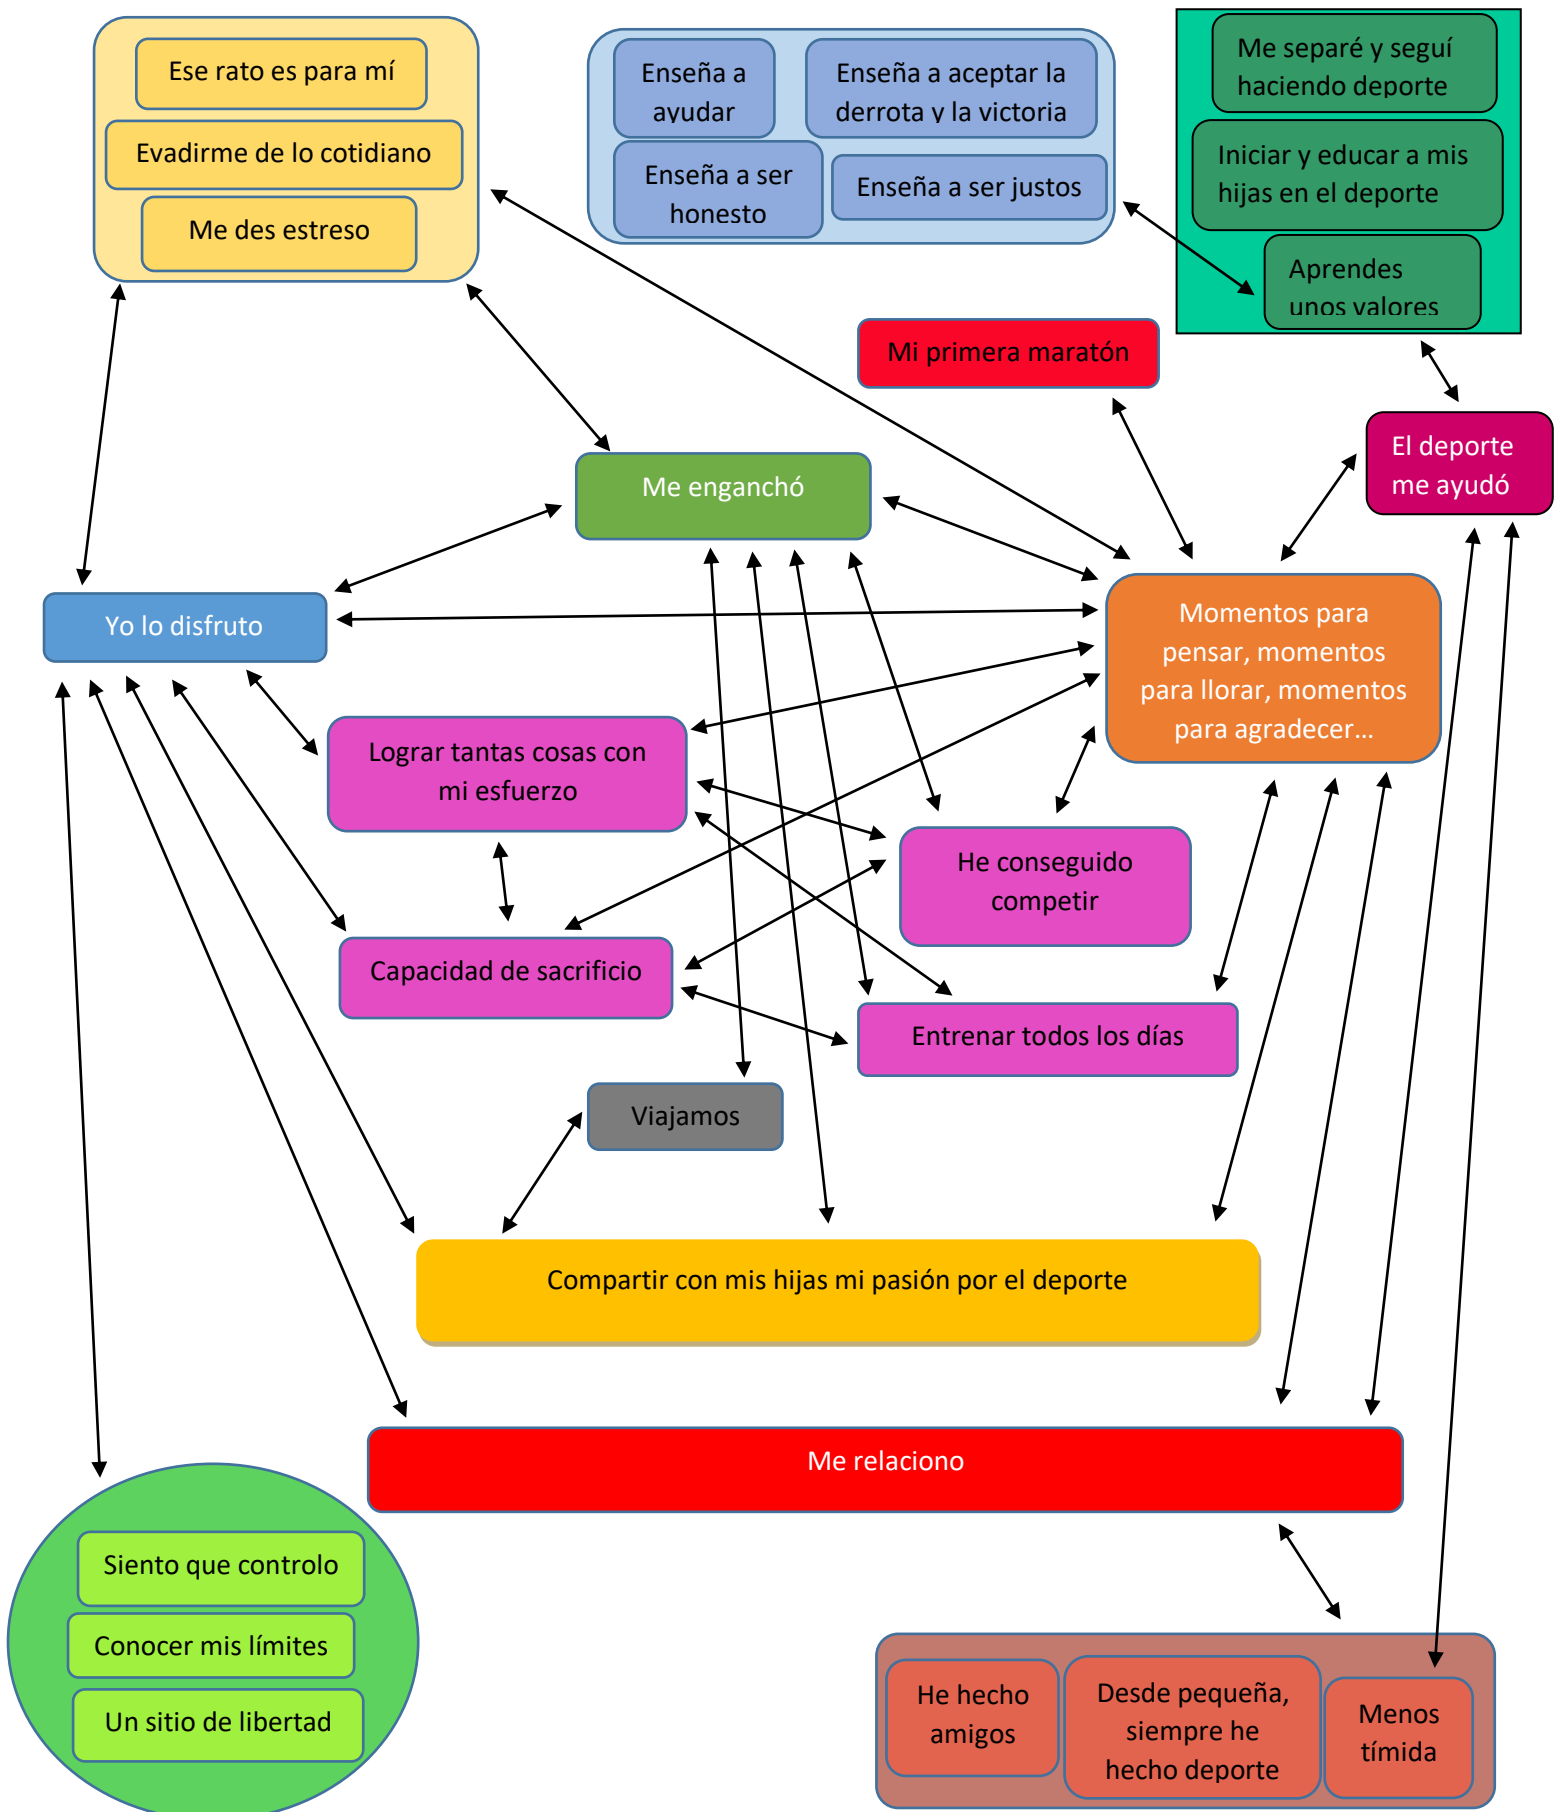 Ese rato es para mí
Evadirme de lo cotidiano
Me des estreso
Enseña a
ayudar
Enseña a aceptar la
derrota y la victoria
Enseña a ser
honesto
Enseña a ser justos
Me separé y seguí
haciendo deporte
Iniciar y educar a mis
hijas en el deporte
Aprendes
unos valores
Mi primera maratón
El deporte
me ayudó
Me enganchó
Yo lo disfruto
Momentos para
pensar, momentos
para llorar, momentos
para agradecer…
Lograr tantas cosas con
mi esfuerzo
He conseguido
competir
Capacidad de sacrificio
Entrenar todos los días
Viajamos
Compartir con mis hijas mi pasión por el deporte
Me relaciono
Siento que controlo
Conocer mis límites
Un sitio de libertad
He hecho
amigos
Desde pequeña,
siempre he
hecho deporte
Menos
tímida